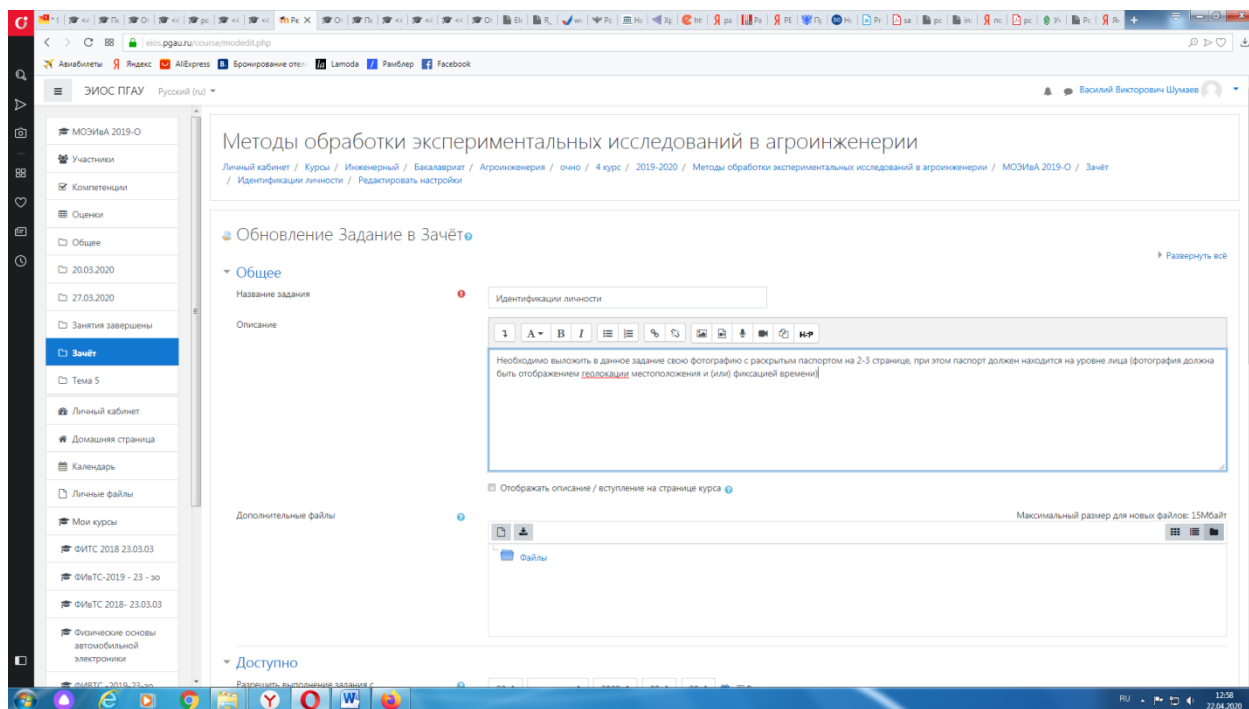 eios.pgau.ru/course/modedit.php
Авиабилеты Яндекс AliExpress Бронирование отел Lamoda Рамблер Facebook
ЭИОС ПГАУ Русский (ru)
Василий Викторович Шумаев
МОЭИвА 2019-О
Участники
Компетенции
Оценки
Общее
20.03.2020
27.03.2020
Занятия завершены
Зачёт
Тема 5
Личный кабинет
Домашняя страница
Календарь
Личные файлы
Мои курсы
ФИТС 2018 23.03.03
ФИвТС-2019 - 23 - зо
ФИвТС 2018- 23.03.03
Физические основы
автомобильной
электроники
ФИВТС -2019-23-зо
Методы обработки экспериментальных исследований в агроинженерии
Личный кабинет / Курсы / Инженерный / Бакалавриат / Агроинженерия / очно / 4 курс / 2019-2020 / Методы обработки экспериментальных исследований в агроинженерии / МОЭИвА 2019-О / Зачёт
/ Идентификации личности / Редактировать настройки
Обновление Задание в Зачёт
Развернуть всё
Общее
Название задания
Идентификации личности
Описание
Необходимо выложить в данное задание свою фотографию с раскрытым паспортом на 2-3 странице, при этом паспорт должен находится на уровне лица (фотография должна
быть отображением геолокации местоположения и (или) фиксацией времени)
Отображать описание / вступление на странице курса
Дополнительные файлы
Максимальный размер для новых файлов: 15Мбайт
Файлы
Доступно
Разрешить выполнение задания с
RU
12:58
22.04.2020